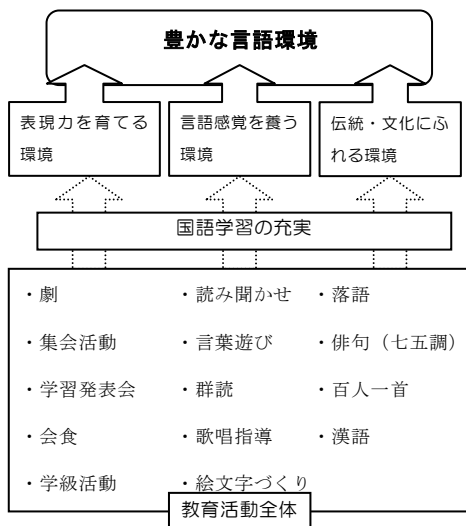 豊かな言語環境
表現力を育てる
環境
言語感覚を養う
環境
伝統・文化にふ
れる環境
国語学習の充実
・劇
・集会活動
・学習発表会
・会食
・学級活動
・読み聞かせ
・言葉遊び
・群読
・歌唱指導
・絵文字づくり
・落語
・俳句（七五調）
・百人一首
・漢語
教育活動全体